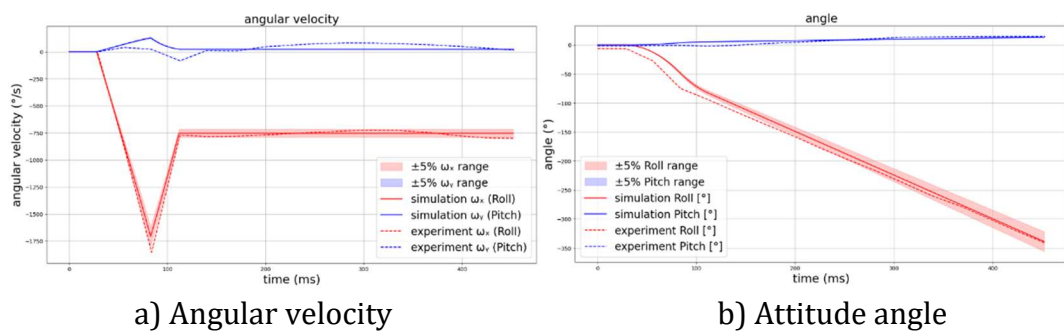 angular velocity
angular velocity (°/s)
0
-250
-500
-750
-1000
-1250
-1500
-1750
±5% ωₓ range
±5% ωᵧ range
simulation ωₓ (Roll)
simulation ωᵧ (Pitch)
experiment ωₓ (Roll)
experiment ωᵧ (Pitch)
0 100 200 300 400
time (ms)
a) Angular velocity
angle
angle (°)
0
-50
-100
-150
-200
-250
-300
-350
±5% Roll range
±5% Pitch range
simulation Roll [°]
simulation Pitch [°]
experiment Roll [°]
experiment Pitch [°]
0 100 200 300 400
time (ms)
b) Attitude angle